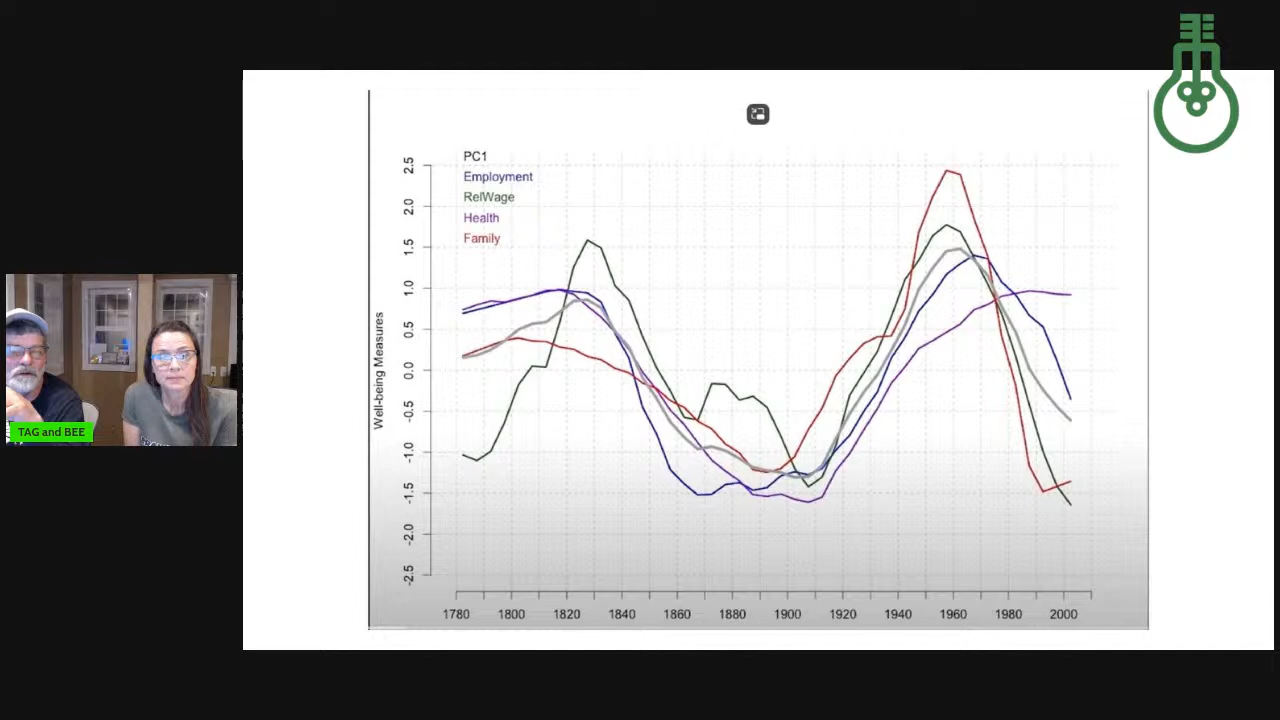 PC1
Employment
RelWage
Health
Family
Well-being Measures
2.5
2.0
1.5
1.0
0.5
0.0
-0.5
-1.0
-1.5
-2.0
-2.5
1780 1800 1820 1840 1860 1880 1900 1920 1940 1960 1980 2000
TAG and BEE